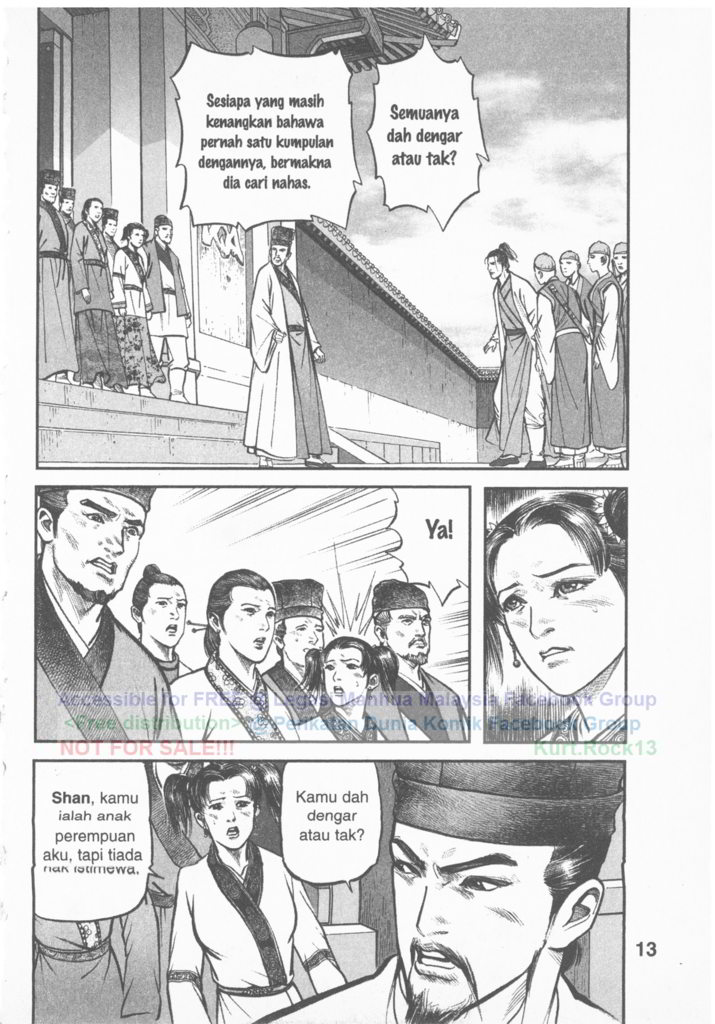 Sesiapa yang masih
kenangkan bahawa
pernah satu kumpulan
dengannya, bermakna
dia cari nahas.
Semuanya
dah dengar
atau tak?
Ya!
Accessible for FREE @ Legasi Manhua Malaysia Facebook Group
<Free distribution> @ Perikatan Dunia Komik Facebook Group
NOT FOR SALE!!!
Kurt.Rock13
Shan, kamu
ialah anak
perempuan
aku, tapi tiada
hak istimewa.
Kamu dah
dengar
atau tak?
13